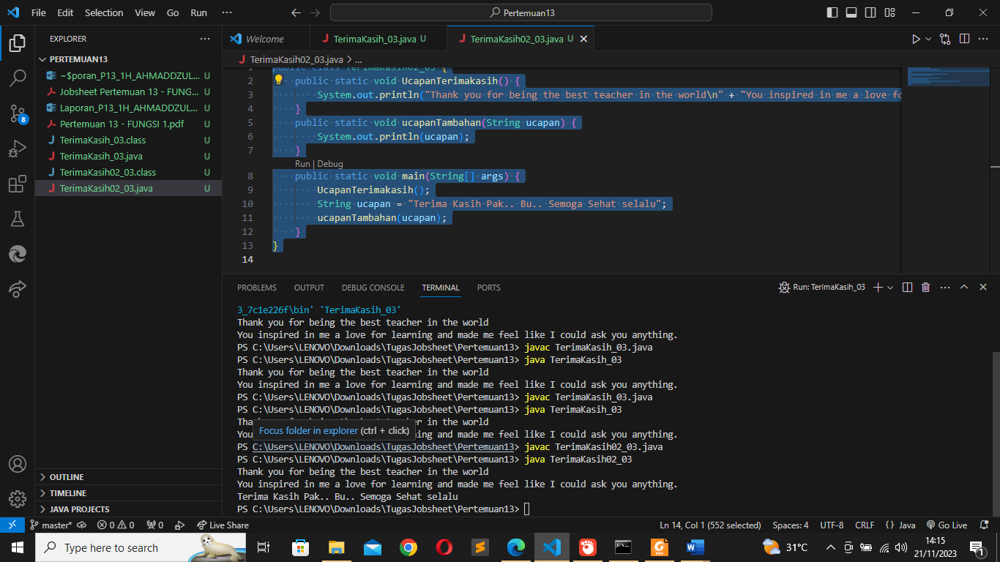 File Edit Selection View Go Run ···
Pertemuan13
EXPLORER
PERTEMUAN13
~$poran_P13_1H_AHMADDZUL... U
Jobsheet Pertemuan 13 - FUNG... U
Laporan_P13_1H_AHMADDZUL... U
Pertemuan 13 - FUNGSI 1.pdf U
TerimaKasih_03.class U
TerimaKasih_03.java U
TerimaKasih02_03.class U
TerimaKasih02_03.java U
OUTLINE
TIMELINE
JAVA PROJECTS
Welcome TerimaKasih_03.java U TerimaKasih02_03.java U
TerimaKasih02_03.java > ...
1 public class TerimaKasih02_03 {
2 public static void UcapanTerimakasih() {
3 System.out.println("Thank you for being the best teacher in the world\n" + "You inspired in me a love fo
4 }
5 public static void ucapanTambahan(String ucapan) {
6 System.out.println(ucapan);
7 }
Run | Debug
8 public static void main(String[] args) {
9 UcapanTerimakasih();
10 String ucapan = "Terima Kasih Pak.. Bu.. Semoga Sehat selalu";
11 ucapanTambahan(ucapan);
12 }
13 }
14
PROBLEMS OUTPUT DEBUG CONSOLE TERMINAL PORTS
Run: TerimaKasih_03
3_7c1e226f\bin' 'TerimaKasih_03'
Thank you for being the best teacher in the world
You inspired in me a love for learning and made me feel like I could ask you anything.
PS C:\Users\LENOVO\Downloads\TugasJobsheet\Pertemuan13> javac TerimaKasih_03.java
PS C:\Users\LENOVO\Downloads\TugasJobsheet\Pertemuan13> java TerimaKasih_03
Thank you for being the best teacher in the world
You inspired in me a love for learning and made me feel like I could ask you anything.
PS C:\Users\LENOVO\Downloads\TugasJobsheet\Pertemuan13> javac TerimaKasih_03.java
PS C:\Users\LENOVO\Downloads\TugasJobsheet\Pertemuan13> java TerimaKasih_03
in the world
Focus folder in explorer (ctrl + click)
learning and made me feel like I could ask you anything.
PS C:\Users\LENOVO\Downloads\TugasJobsheet\Pertemuan13> javac TerimaKasih02_03.java
PS C:\Users\LENOVO\Downloads\TugasJobsheet\Pertemuan13> java TerimaKasih02_03
Thank you for being the best teacher in the world
You inspired in me a love for learning and made me feel like I could ask you anything.
Terima Kasih Pak.. Bu.. Semoga Sehat selalu
PS C:\Users\LENOVO\Downloads\TugasJobsheet\Pertemuan13>
master* 0 0 0 Live Share
Ln 14, Col 1 (552 selected) Spaces: 4 UTF-8 CRLF {} Java Go Live
Type here to search
31°C
14:15
21/11/2023